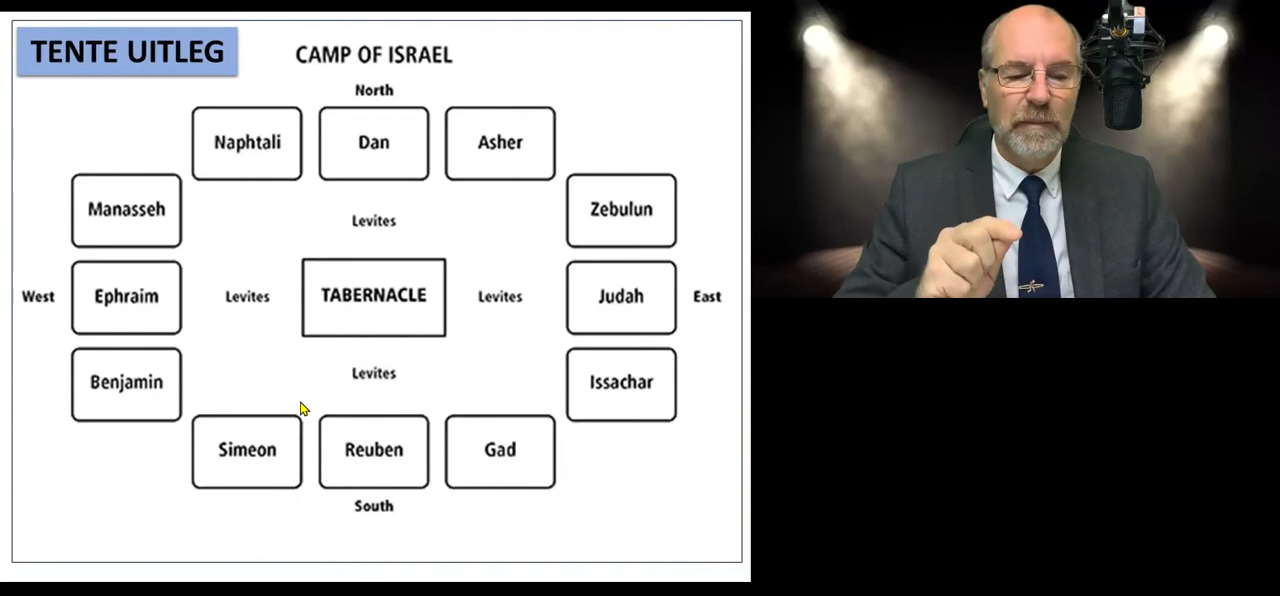 TENTE UITLEG
CAMP OF ISRAEL
North
Naphtali Dan Asher
Manasseh Zebulun
Levites
West Ephraim Levites TABERNACLE Levites Judah East
Levites
Benjamin Issachar
Simeon Reuben Gad
South